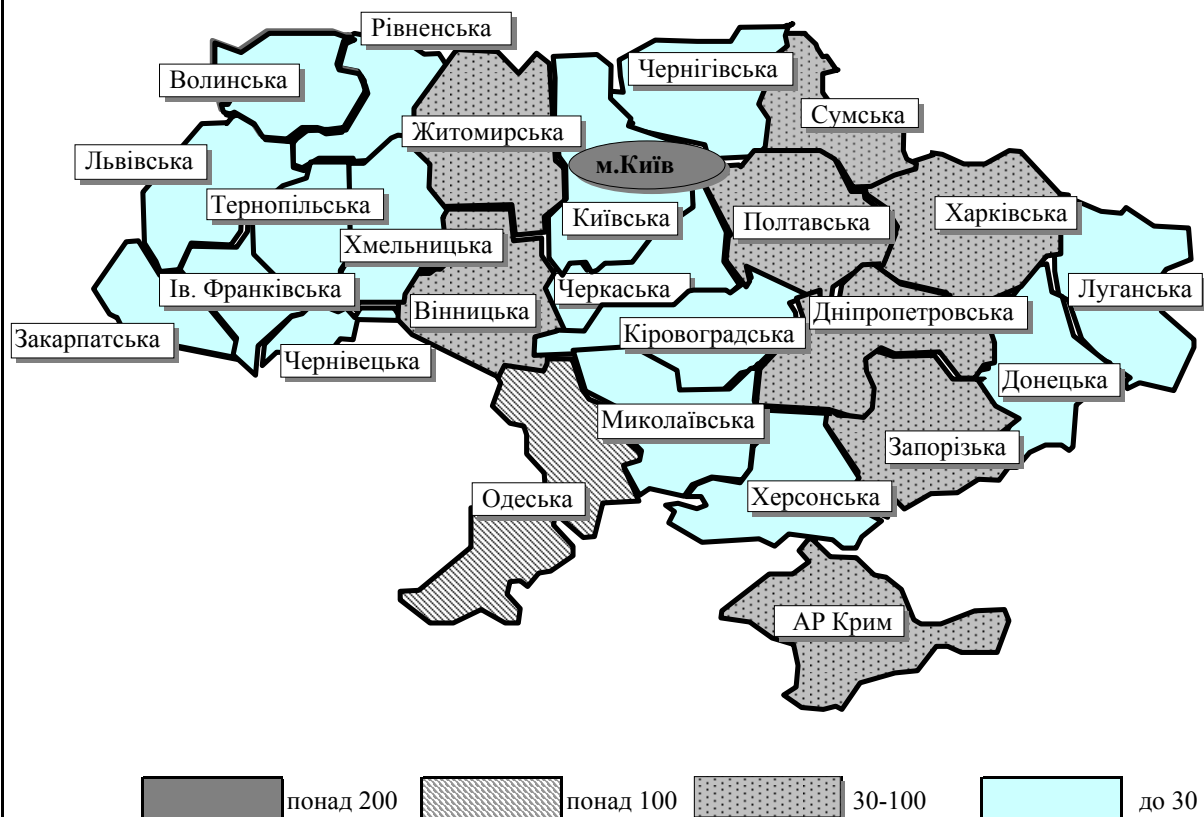 Рівненська
Волинська
Чернігівська
Сумська
Житомирська
Львівська
м.Київ
Тернопільська
Київська
Полтавська
Харківська
Хмельницька
Ів. Франківська
Черкаська
Луганська
Вінницька
Дніпропетровська
Закарпатська
Кіровоградська
Чернівецька
Донецька
Миколаївська
Запорізька
Одеська
Херсонська
АР Крим
понад 200
понад 100
30-100
до 30